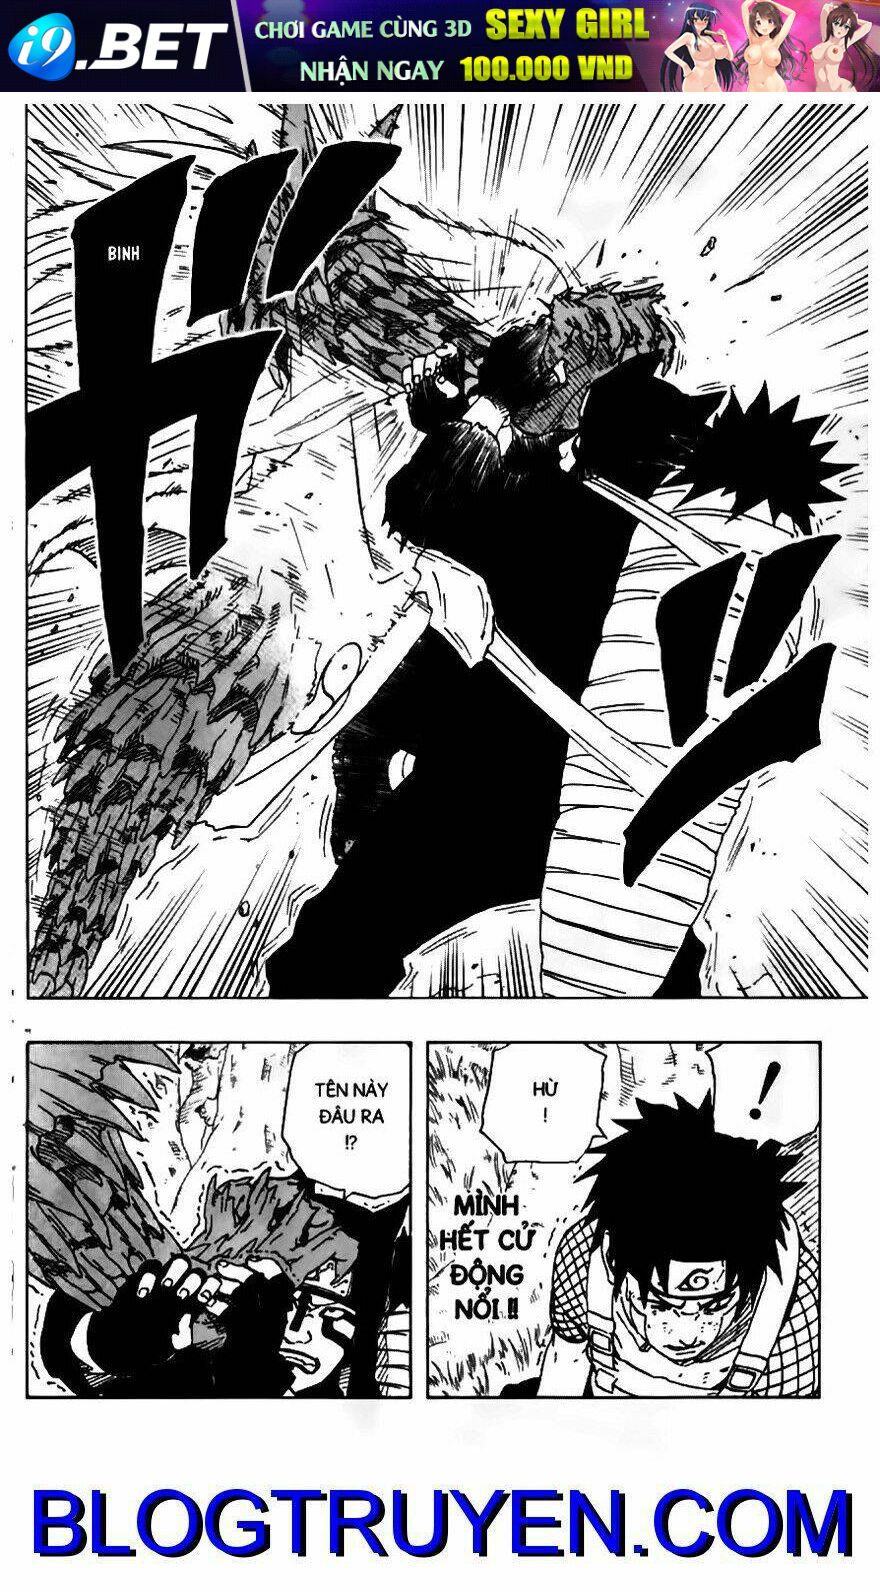 i9.BET
CHƠI GAME CÙNG 3D SEXY GIRL
NHẬN NGAY 100.000 VND
BINH
TÊN NÀY
ĐÂU RA
!?
HỪ
!
!
MÌNH
HẾT CỬ
ĐỘNG
NỔI !!
BLOGTRUYEN.COM